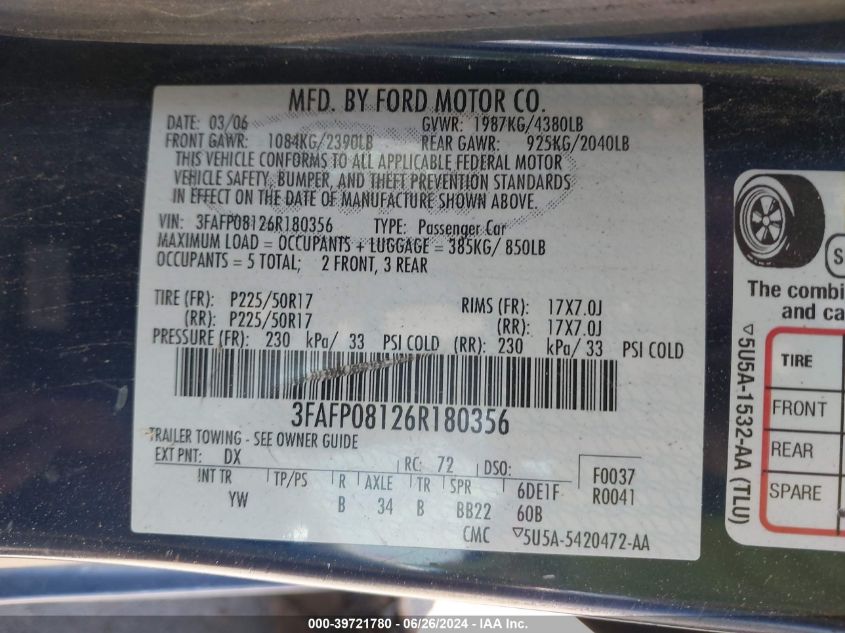 MFD. BY FORD MOTOR CO.
DATE: 03/06 GVWR: 1987KG/4380LB
FRONT GAWR: 1084KG/2390LB REAR GAWR: 925KG/2040LB
THIS VEHICLE CONFORMS TO ALL APPLICABLE FEDERAL MOTOR
VEHICLE SAFETY, BUMPER, AND THEFT PREVENTION STANDARDS
IN EFFECT ON THE DATE OF MANUFACTURE SHOWN ABOVE.
VIN: 3FAFP08126R180356 TYPE: Passenger Car
MAXIMUM LOAD = OCCUPANTS + LUGGAGE = 385KG/ 850LB
OCCUPANTS = 5 TOTAL; 2 FRONT, 3 REAR
TIRE (FR): P225/50R17 RIMS (FR): 17X7.0J
(RR): P225/50R17 (RR): 17X7.0J
PRESSURE (FR): 230 kPa/ 33 PSI COLD (RR): 230 kPa/ 33 PSI COLD
3FAFP08126R180356
TRAILER TOWING - SEE OWNER GUIDE
EXT PNT: DX RC: 72 DSO: F0037
INT TR TP/PS R AXLE TR SPR 6DE1F R0041
YW B 34 B BB22 60B
CMC ▽5U5A-5420472-AA
The combi
and ca
TIRE
FRONT
REAR
SPARE
▽5U5A-1532-AA (TLU)
000-39721780 - 06/26/2024 - IAA Inc.